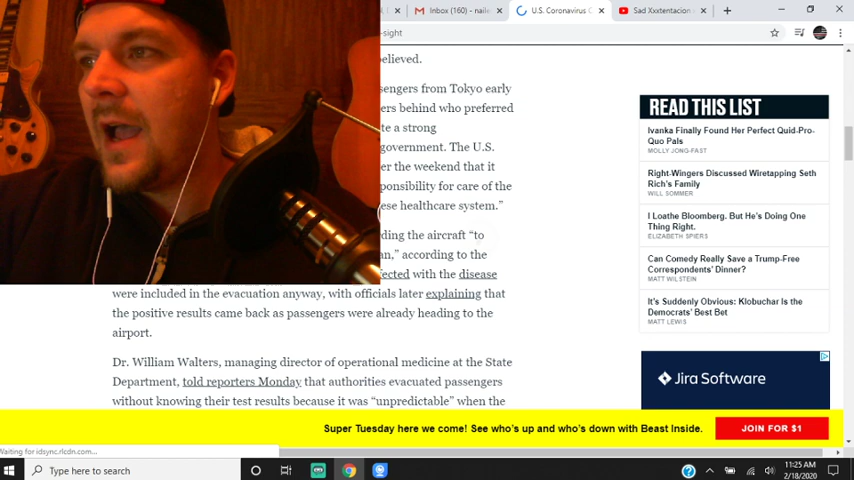 Inbox (160) - naile
U.S. Coronavirus C
Sad Xxxtentacion
-sight
believed.
sengers from Tokyo early
ers behind who preferred
te a strong
government. The U.S.
er the weekend that it
ponsibility for care of the
ese healthcare system.”
ding the aircraft “to
an,” according to the
fected with the disease
were included in the evacuation anyway, with officials later explaining that
the positive results came back as passengers were already heading to the
airport.
Dr. William Walters, managing director of operational medicine at the State
Department, told reporters Monday that authorities evacuated passengers
without knowing their test results because it was “unpredictable” when the
READ THIS LIST
Ivanka Finally Found Her Perfect Quid-Pro-
Quo Pals
MOLLY JONG-FAST
Right-Wingers Discussed Wiretapping Seth
Rich’s Family
WILL SOMMER
I Loathe Bloomberg. But He’s Doing One
Thing Right.
ELIZABETH SPIERS
Can Comedy Really Save a Trump-Free
Correspondents’ Dinner?
MATT WILSTEIN
It’s Suddenly Obvious: Klobuchar Is the
Democrats’ Best Bet
MATT LEWIS
Jira Software
Super Tuesday here we come! See who’s up and who’s down with Beast Inside.
JOIN FOR $1
Waiting for idsync.rlcdn.com...
Type here to search
11:25 AM
2/18/2020